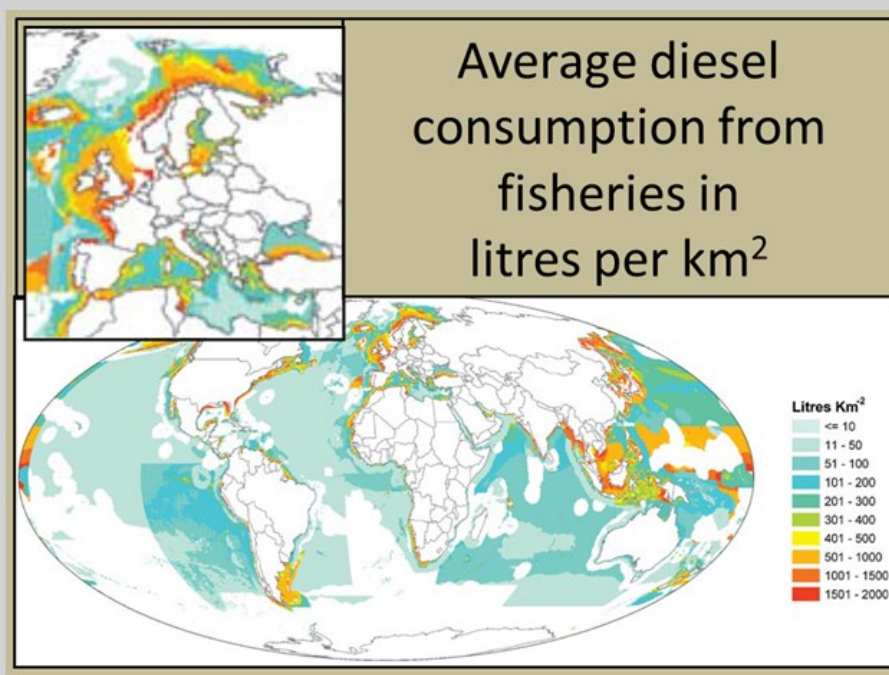 Average diesel
consumption from
fisheries in
litres per km²
Litres Km⁻²
<= 10
11 - 50
51 - 100
101 - 200
201 - 300
301 - 400
401 - 500
501 - 1000
1001 - 1500
1501 - 2000